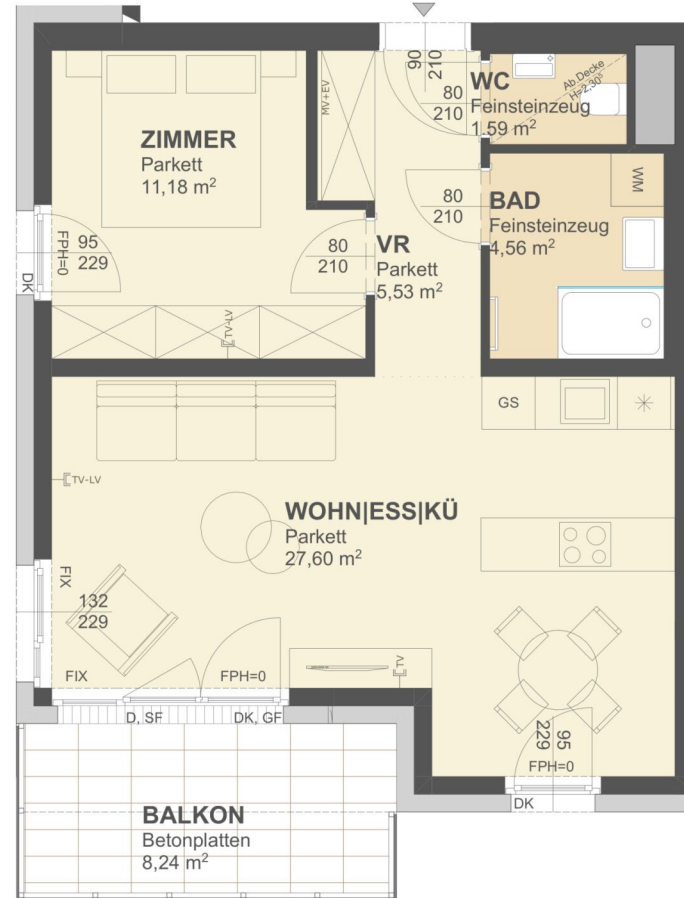 90
210
MV+EV
WC
Feinsteinzeug
1.59 m²
Ab.Decke
H=2,30⁵
80
210
ZIMMER
Parkett
11,18 m²
BAD
Feinsteinzeug
4,56 m²
WM
80
210
VR
Parkett
5,53 m²
80
210
95
229
FPH=0
DK
TV-LV
GS
TV-LV
WOHN|ESS|KÜ
Parkett
27,60 m²
FIX
132
229
FIX
FPH=0
TV
D, SF
DK, GF
95
229
FPH=0
DK
BALKON
Betonplatten
8,24 m²